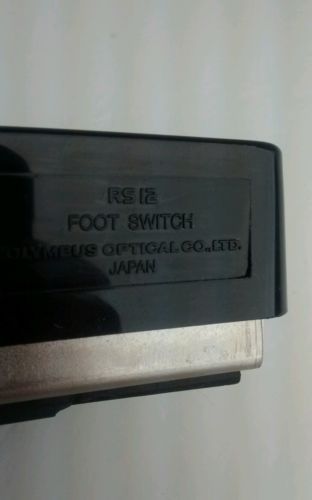 RS 12
FOOT SWITCH
OLYMPUS OPTICAL CO.,LTD.
JAPAN